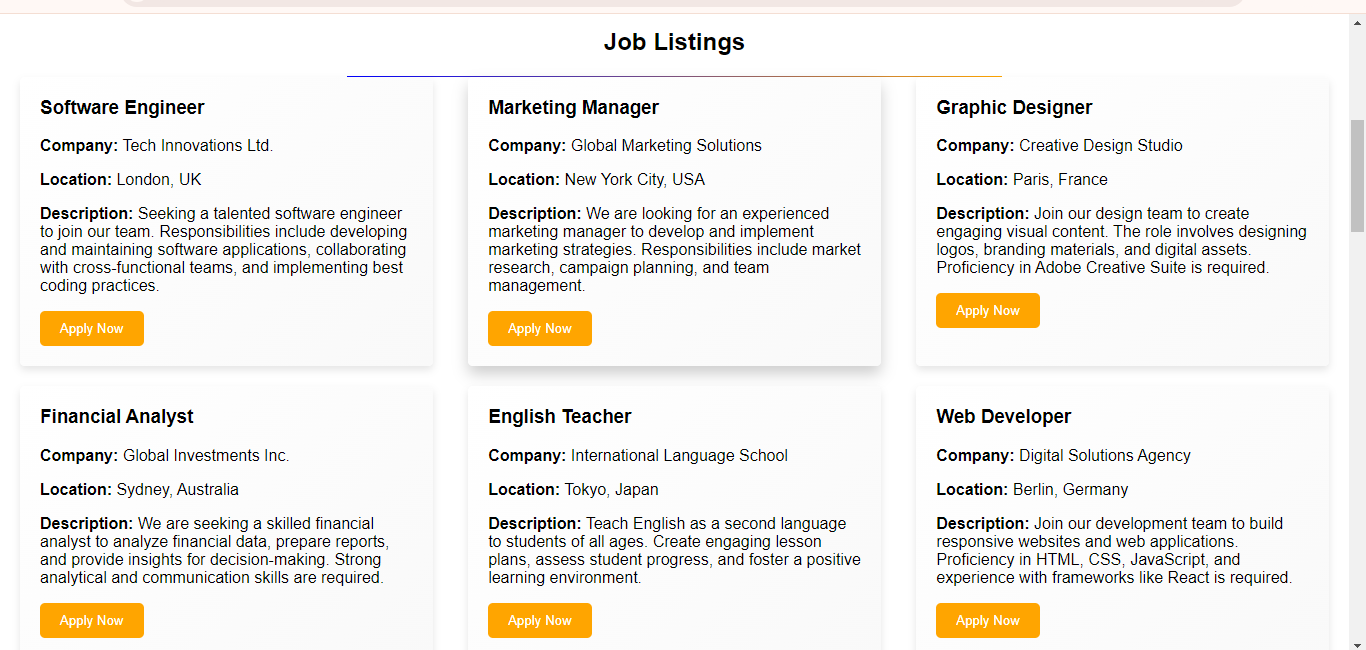 Job Listings
Software Engineer
Company: Tech Innovations Ltd.
Location: London, UK
Description: Seeking a talented software engineer
to join our team. Responsibilities include developing
and maintaining software applications, collaborating
with cross-functional teams, and implementing best
coding practices.
Apply Now
Marketing Manager
Company: Global Marketing Solutions
Location: New York City, USA
Description: We are looking for an experienced
marketing manager to develop and implement
marketing strategies. Responsibilities include market
research, campaign planning, and team
management.
Apply Now
Graphic Designer
Company: Creative Design Studio
Location: Paris, France
Description: Join our design team to create
engaging visual content. The role involves designing
logos, branding materials, and digital assets.
Proficiency in Adobe Creative Suite is required.
Apply Now
Financial Analyst
Company: Global Investments Inc.
Location: Sydney, Australia
Description: We are seeking a skilled financial
analyst to analyze financial data, prepare reports,
and provide insights for decision-making. Strong
analytical and communication skills are required.
Apply Now
English Teacher
Company: International Language School
Location: Tokyo, Japan
Description: Teach English as a second language
to students of all ages. Create engaging lesson
plans, assess student progress, and foster a positive
learning environment.
Apply Now
Web Developer
Company: Digital Solutions Agency
Location: Berlin, Germany
Description: Join our development team to build
responsive websites and web applications.
Proficiency in HTML, CSS, JavaScript, and
experience with frameworks like React is required.
Apply Now